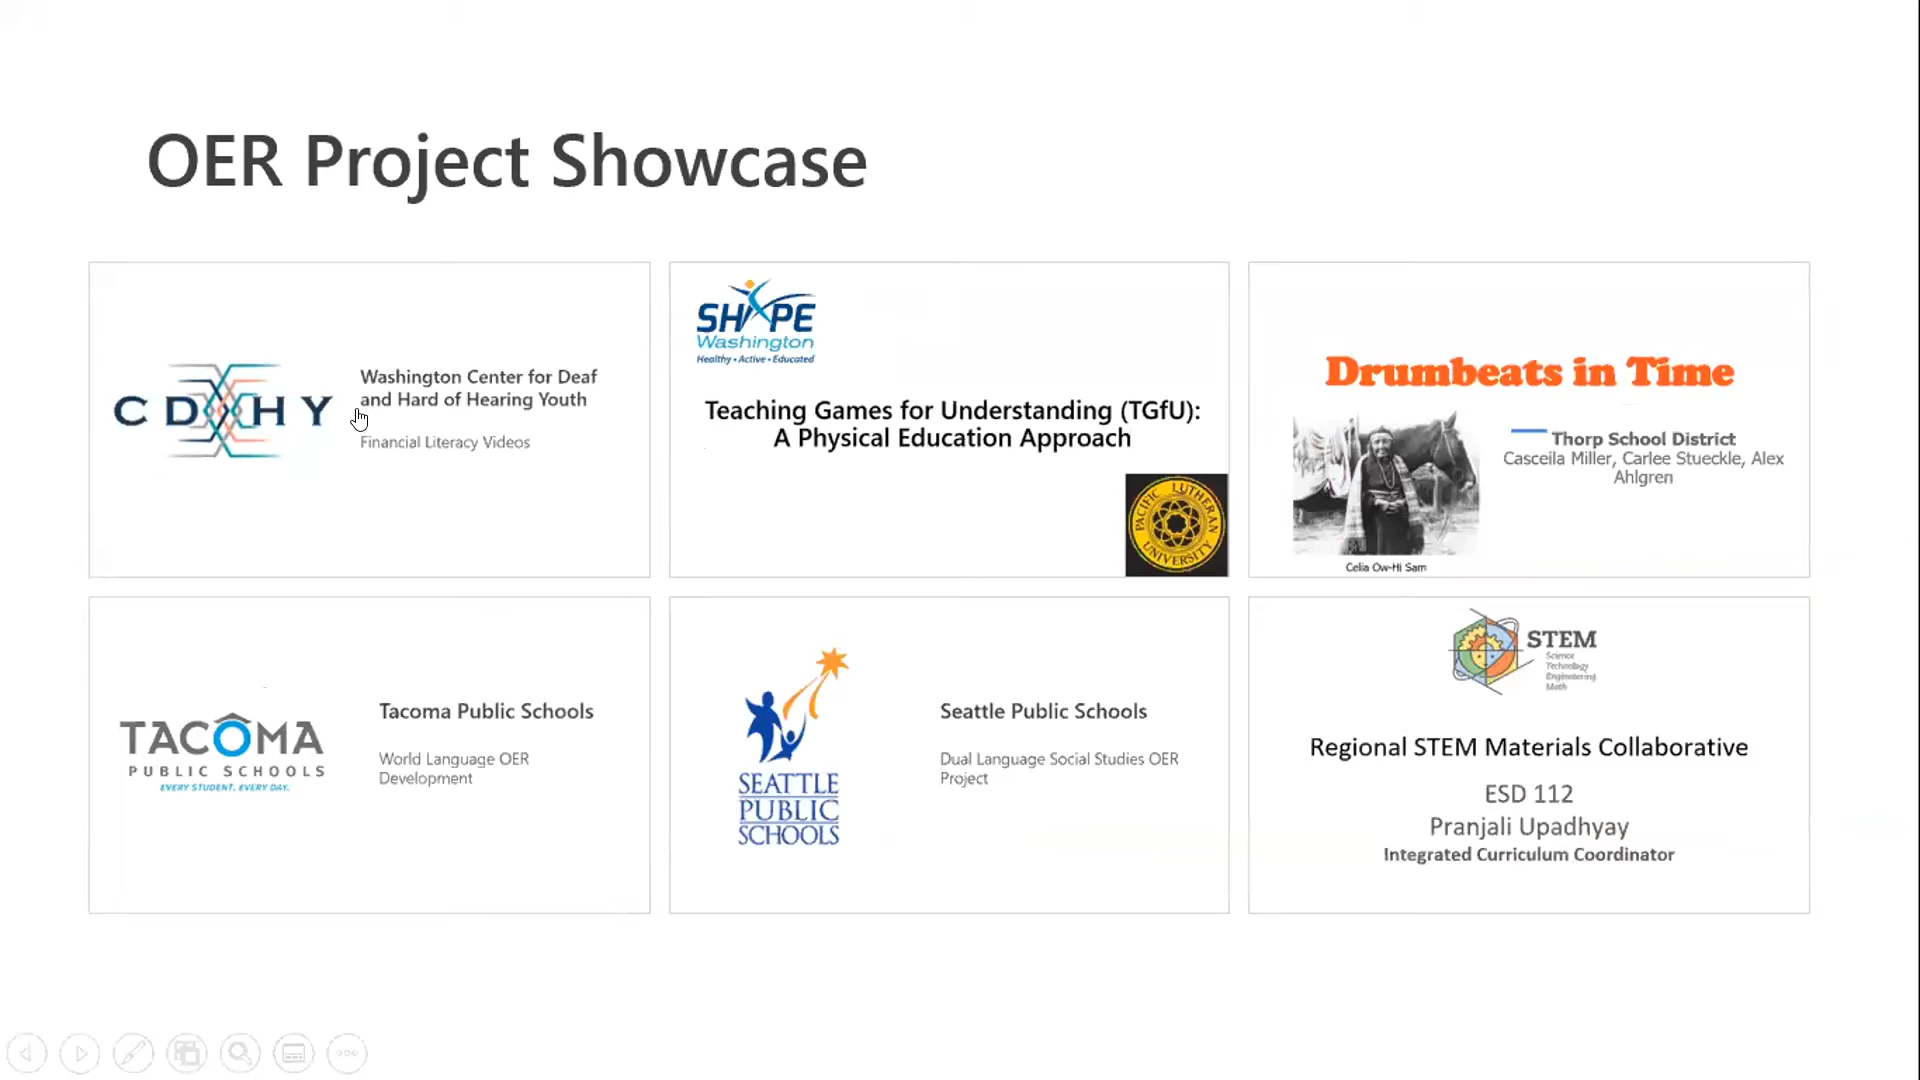 OER Project Showcase
CDHY
Washington Center for Deaf
and Hard of Hearing Youth
Financial Literacy Videos
SHAPE
Washington
Healthy • Active • Educated
Teaching Games for Understanding (TGfU):
A Physical Education Approach
PACIFIC LUTHERAN
UNIVERSITY
Drumbeats in Time
Thorp School District
Casceila Miller, Carlee Stueckle, Alex
Ahlgren
Celia Ow-Hi Sam
TACOMA
PUBLIC SCHOOLS
EVERY STUDENT. EVERY DAY.
Tacoma Public Schools
World Language OER
Development
SEATTLE
PUBLIC
SCHOOLS
Seattle Public Schools
Dual Language Social Studies OER
Project
STEM
Science
Technology
Engineering
Math
Regional STEM Materials Collaborative
ESD 112
Pranjali Upadhyay
Integrated Curriculum Coordinator